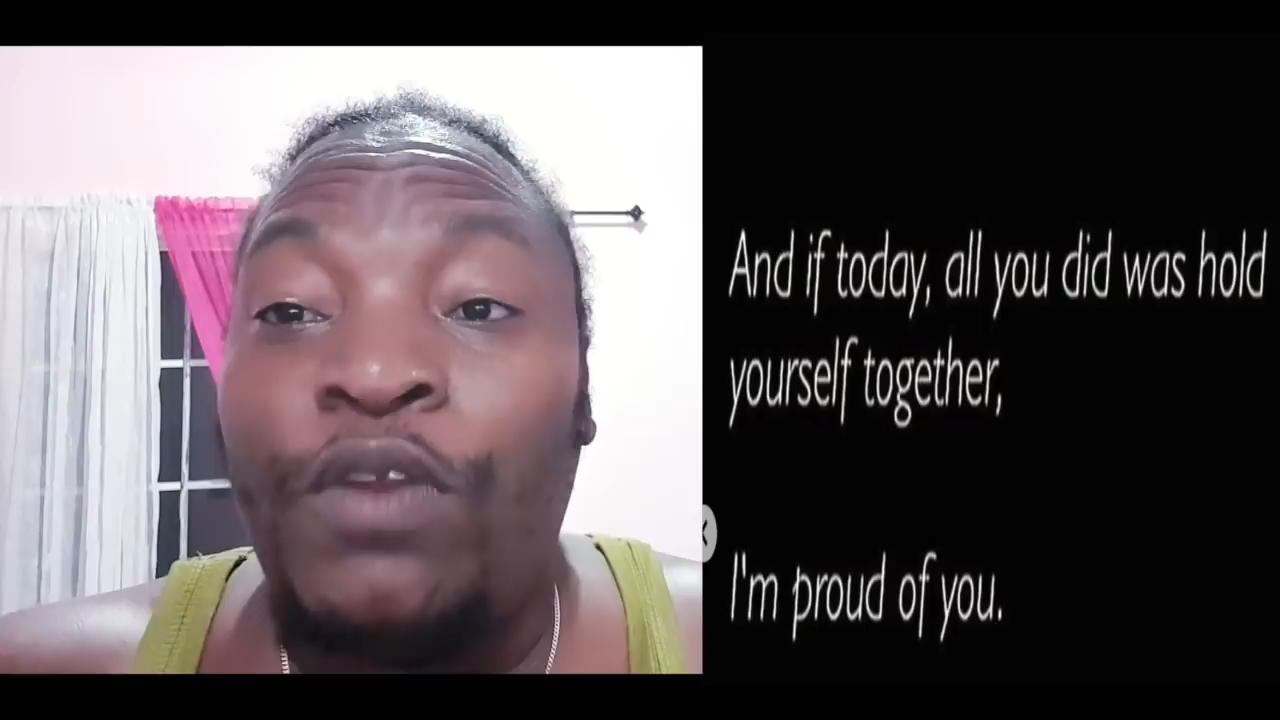 And if today, all you did was hold
yourself together,
I'm proud of you.